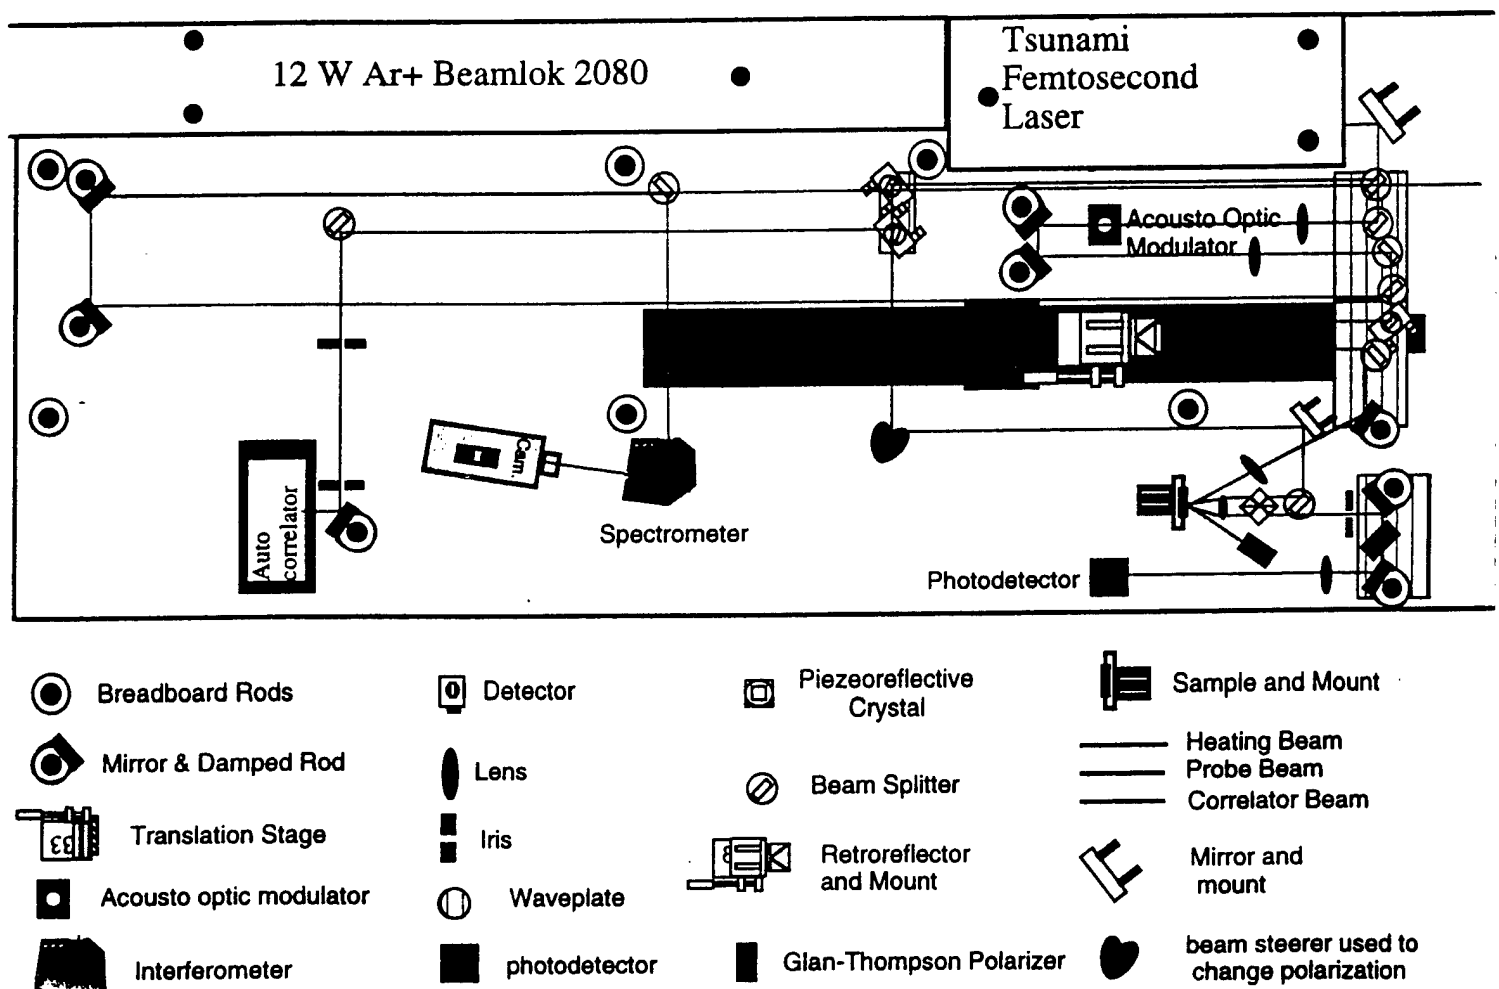 12 W Ar+ Beamlok 2080
Tsunami
Femtosecond
Laser
Acousto Optic
Modulator
Cam.
Auto
correlator
Spectrometer
Photodetector
Breadboard Rods
Detector
Piezeoreflective
Crystal
Sample and Mount
Mirror & Damped Rod
Lens
Beam Splitter
Heating Beam
Probe Beam
Correlator Beam
Translation Stage
Iris
Retroreflector
and Mount
Mirror and
mount
Acousto optic modulator
Waveplate
Interferometer
photodetector
Glan-Thompson Polarizer
beam steerer used to
change polarization